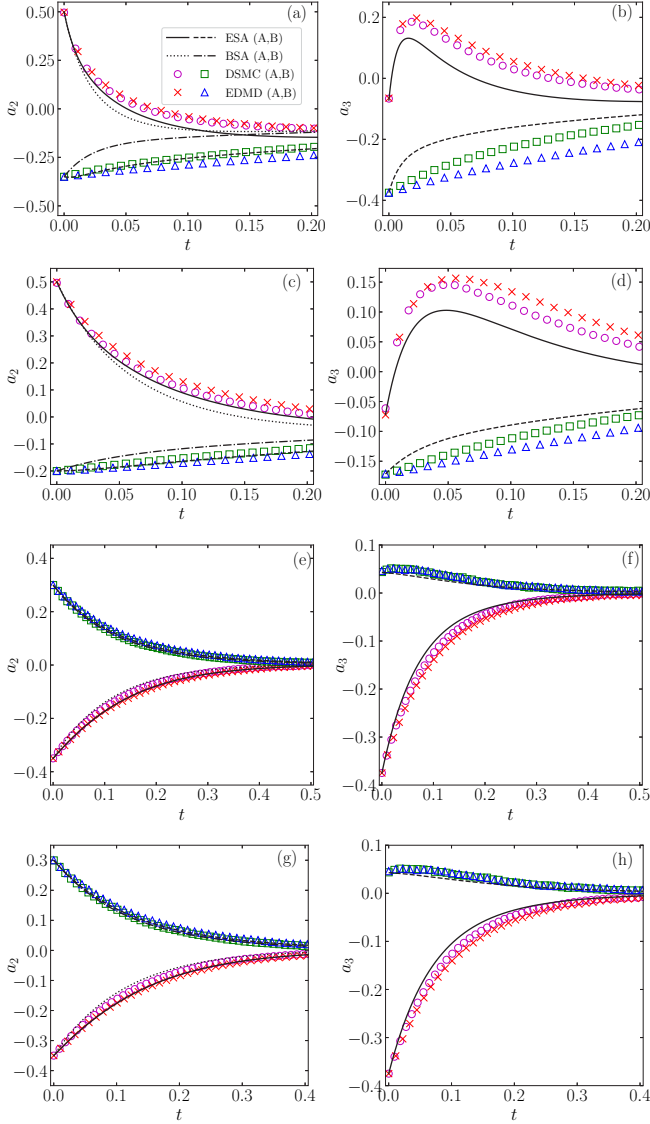 (a)
0.50
0.25
0.00
−0.25
−0.50
a₂
ESA (A,B)
BSA (A,B)
DSMC (A,B)
EDMD (A,B)
0.00 0.05 0.10 0.15 0.20
t
(b)
0.2
0.0
−0.2
−0.4
a₃
0.00 0.05 0.10 0.15 0.20
t
(c)
0.5
0.4
0.3
0.2
0.1
0.0
−0.1
−0.2
a₂
0.00 0.05 0.10 0.15 0.20
t
(d)
0.15
0.10
0.05
0.00
−0.05
−0.10
−0.15
a₃
0.00 0.05 0.10 0.15 0.20
t
(e)
0.4
0.2
0.0
−0.2
−0.4
a₂
0.0 0.1 0.2 0.3 0.4 0.5
t
(f)
0.1
0.0
−0.1
−0.2
−0.3
−0.4
a₃
0.0 0.1 0.2 0.3 0.4 0.5
t
(g)
0.3
0.2
0.1
0.0
−0.1
−0.2
−0.3
−0.4
a₂
0.0 0.1 0.2 0.3 0.4
t
(h)
0.1
0.0
−0.1
−0.2
−0.3
−0.4
a₃
0.0 0.1 0.2 0.3 0.4
t